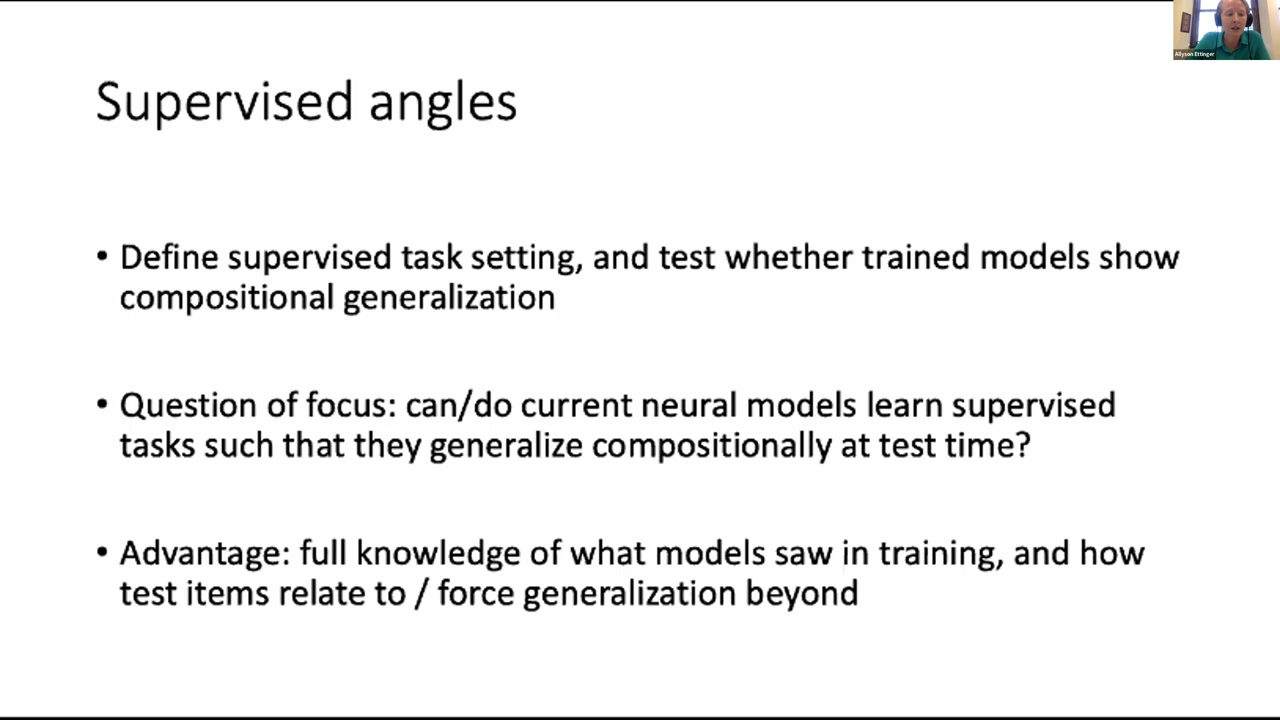 Allyson Ettinger
Supervised angles
• Define supervised task setting, and test whether trained models show
compositional generalization
• Question of focus: can/do current neural models learn supervised
tasks such that they generalize compositionally at test time?
• Advantage: full knowledge of what models saw in training, and how
test items relate to / force generalization beyond